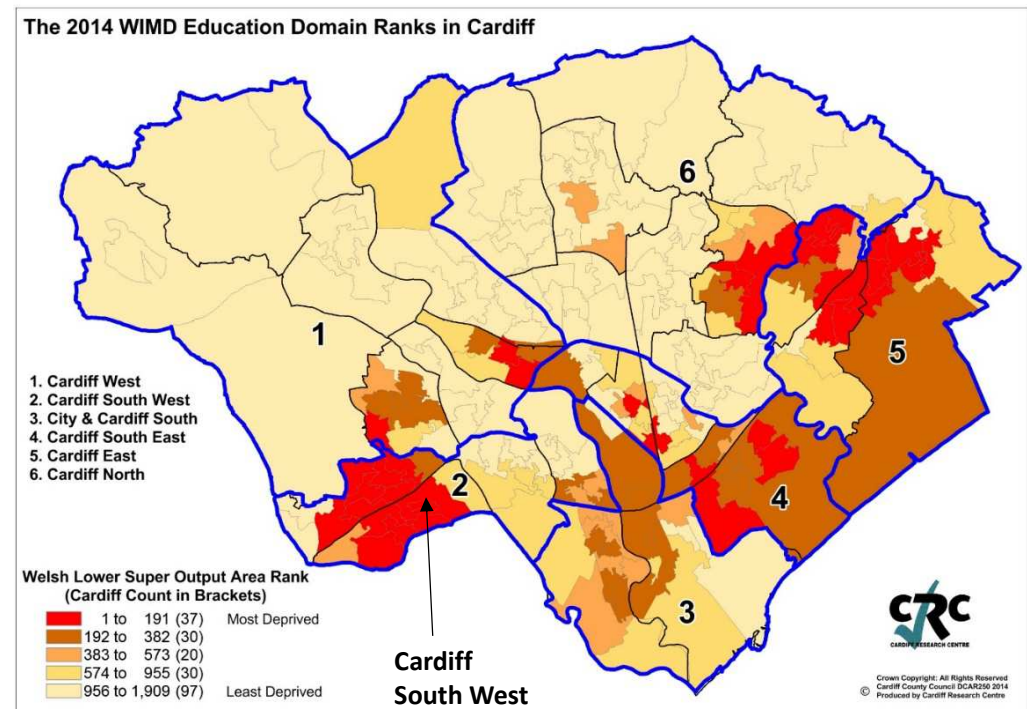 The 2014 WIMD Education Domain Ranks in Cardiff
6
1
5
1. Cardiff West
2. Cardiff South West
3. City & Cardiff South
4. Cardiff South East
5. Cardiff East
6. Cardiff North
2
4
Welsh Lower Super Output Area Rank
(Cardiff Count in Brackets)
1 to 191 (37) Most Deprived
192 to 382 (30)
383 to 573 (20)
574 to 955 (30)
956 to 1,909 (97) Least Deprived
3
Cardiff
South West
CRC
CARDIFF RESEARCH CENTRE
Crown Copyright: All Rights Reserved
© Cardiff County Council DCAR250 2014
Produced by Cardiff Research Centre